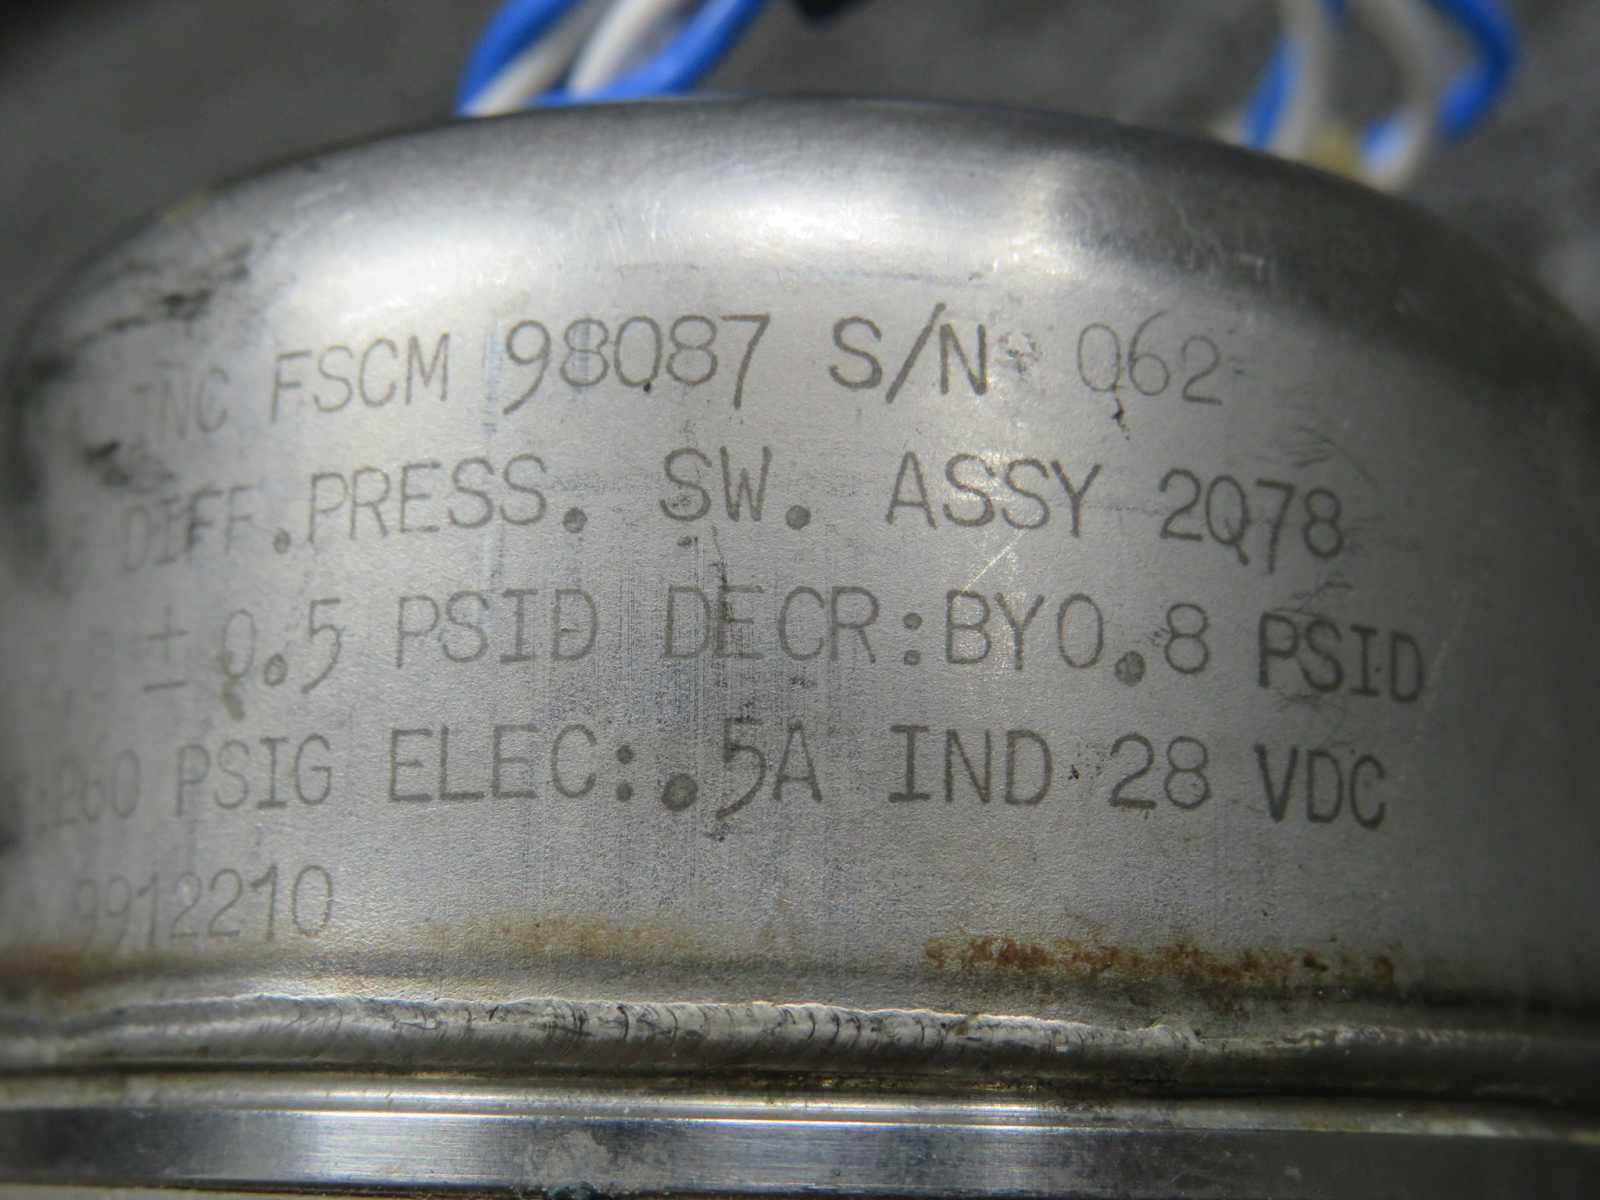 INC FSCM 98087 S/N 062
DIFF.PRESS. SW. ASSY 2Q78
± 0.5 PSID DECR:BY0.8 PSID
PSIG ELEC:.5A IND 28 VDC
9912210